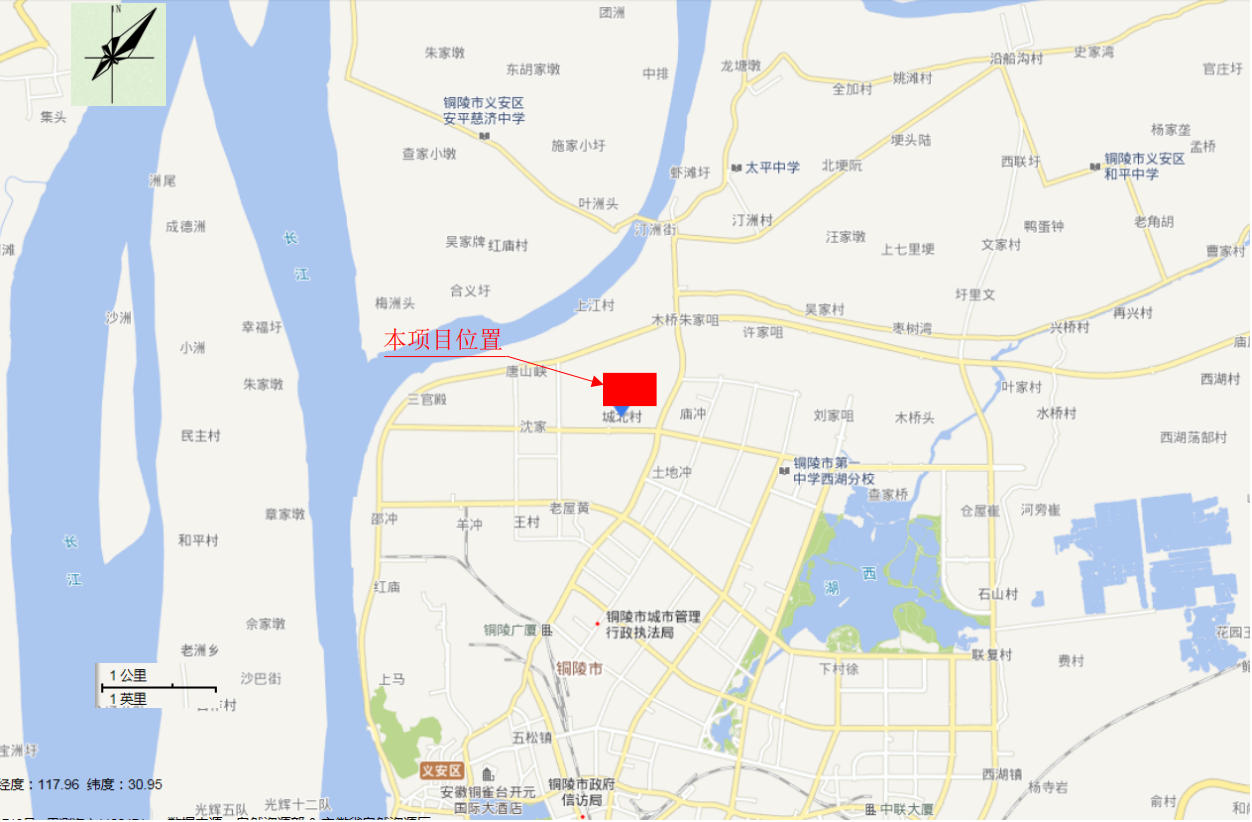 N
团洲
朱家墩
东胡家墩
中排
龙塘墩
沿船沟村
史家湾
官庄圩
全加村
姚滩村
集头
铜陵市义安区
安平慈济中学
查家小墩
施家小圩
埂头陆
杨家垄
孟桥
西联圩
铜陵市义安区
和平中学
太平中学
虾滩圩
北埂阮
洲尾
叶洲头
汀洲街
汀洲村
成德洲
长
江
吴家牌
红庙村
汪家墩
上七里埂
鸭蛋钟
老角胡
文家村
曹家村
滩
合义圩
梅洲头
上江村
圩里文
沙洲
幸福圩
木桥朱家咀
许家咀
吴家村
枣树湾
兴桥村
再兴村
小洲
本项目位置
唐山峡
朱家墩
三官殿
叶家村
西湖村
城北村
庙冲
刘家咀
木桥头
水桥村
民主村
沈家
西湖荡郜村
土地冲
铜陵市第一
中学西湖分校
查家桥
章家墩
邵冲
羊冲
王村
老屋黄
仓屋崔
河旁崔
长
江
和平村
红庙
西
湖
石山村
余家墩
铜陵广厦
铜陵市城市管理
行政执法局
老洲乡
铜陵市
下村徐
联复村
费村
1 公里
1 英里
沙巴街
上马
五松镇
义安区
安徽铜雀台开元
国际大酒店
铜陵市政府
信访局
西湖镇
杨寺岩
俞村
宝洲圩
经度：117.96 纬度：30.95
光辉五队
光辉十二队
中联大厦